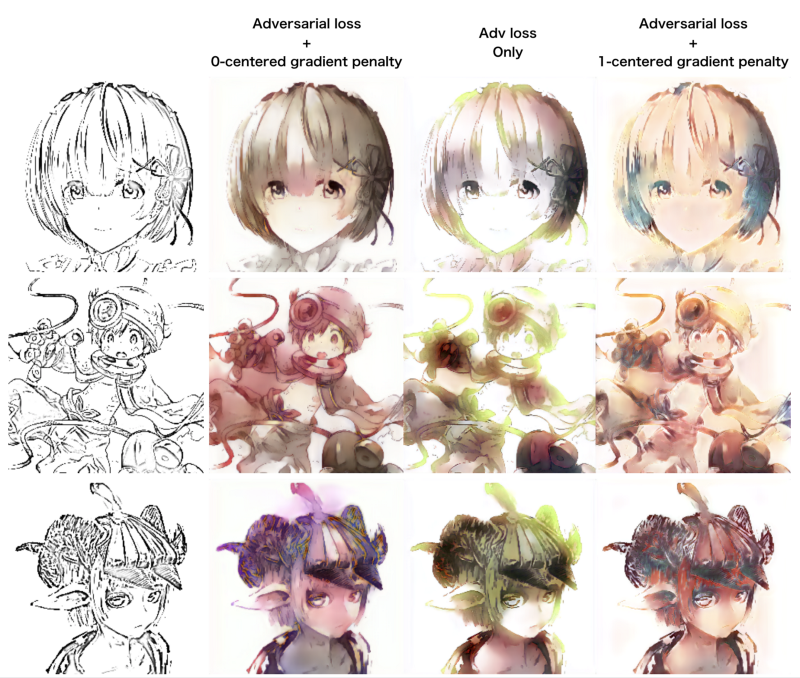 Adversarial loss
+
0-centered gradient penalty
Adv loss
Only
Adversarial loss
+
1-centered gradient penalty